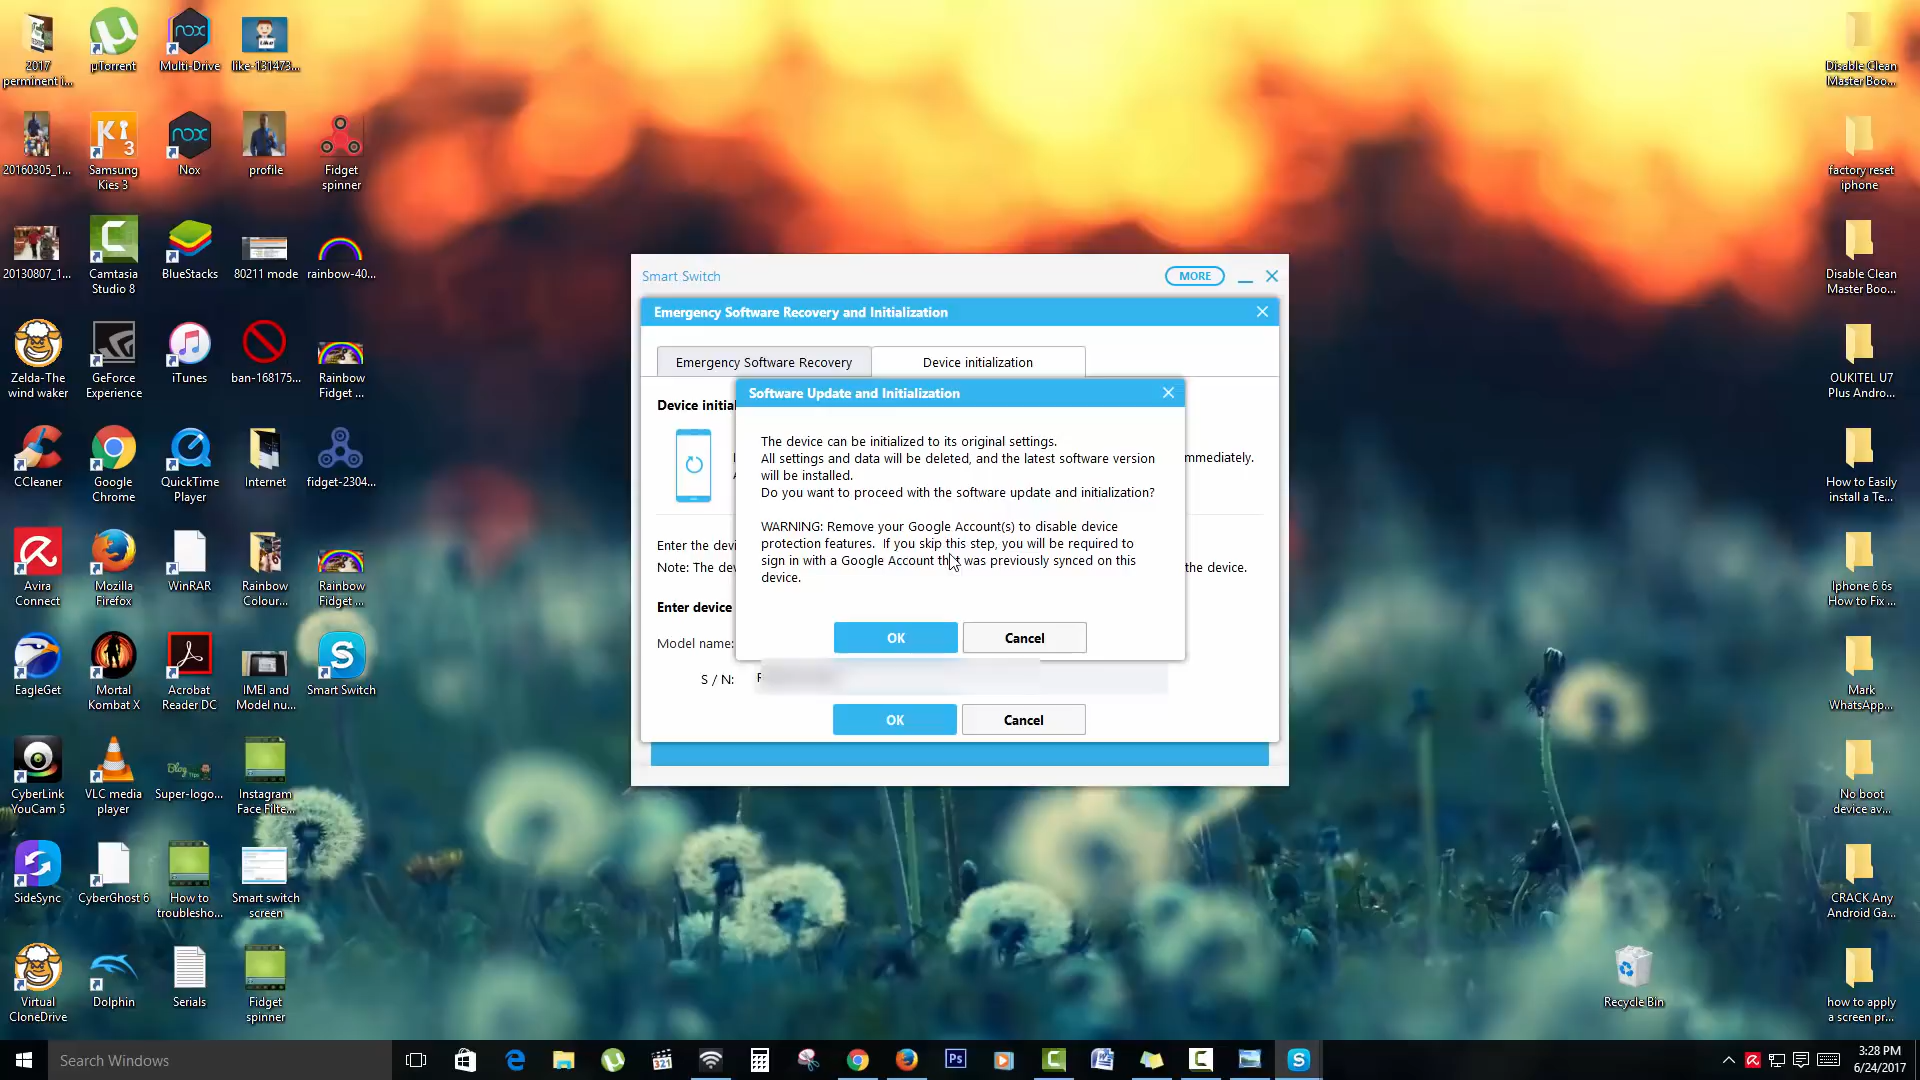 2017
perminent i...
µTorrent
Multi-Drive
like-131473...
20160305_1...
Samsung
Kies 3
Nox
profile
Fidget
spinner
20130807_1...
Camtasia
Studio 8
BlueStacks
80211 mode
rainbow-40...
Zelda-The
wind waker
GeForce
Experience
iTunes
ban-168175...
Rainbow
Fidget ...
CCleaner
Google
Chrome
QuickTime
Player
Internet
fidget-2304...
Avira
Connect
Mozilla
Firefox
WinRAR
Rainbow
Colour...
Rainbow
Fidget ...
EagleGet
Mortal
Kombat X
Acrobat
Reader DC
IMEI and
Model nu...
Smart Switch
CyberLink
YouCam 5
VLC media
player
Super-logo...
Instagram
Face Filte...
SideSync
CyberGhost 6
How to
troublesho...
Smart switch
screen
Virtual
CloneDrive
Dolphin
Serials
Fidget
spinner
Smart Switch
MORE
Emergency Software Recovery and Initialization
Emergency Software Recovery
Device initialization
Device initial
immediately.
Enter the devi
Note: The dev
the device.
Enter device
Model name:
S / N:
OK
Cancel
Software Update and Initialization
The device can be initialized to its original settings.
All settings and data will be deleted, and the latest software version
will be installed.
Do you want to proceed with the software update and initialization?
WARNING: Remove your Google Account(s) to disable device
protection features.  If you skip this step, you will be required to
sign in with a Google Account that was previously synced on this
device.
OK
Cancel
Disable Clean
Master Boo...
factory reset
iphone
Disable Clean
Master Boo...
OUKITEL U7
Plus Andro...
How to Easily
install a Te...
Iphone 6 6s
How to Fix ...
Mark
WhatsApp...
No boot
device av...
CRACK Any
Android Ga...
how to apply
a screen pr...
Recycle Bin
Search Windows
3:28 PM
6/24/2017